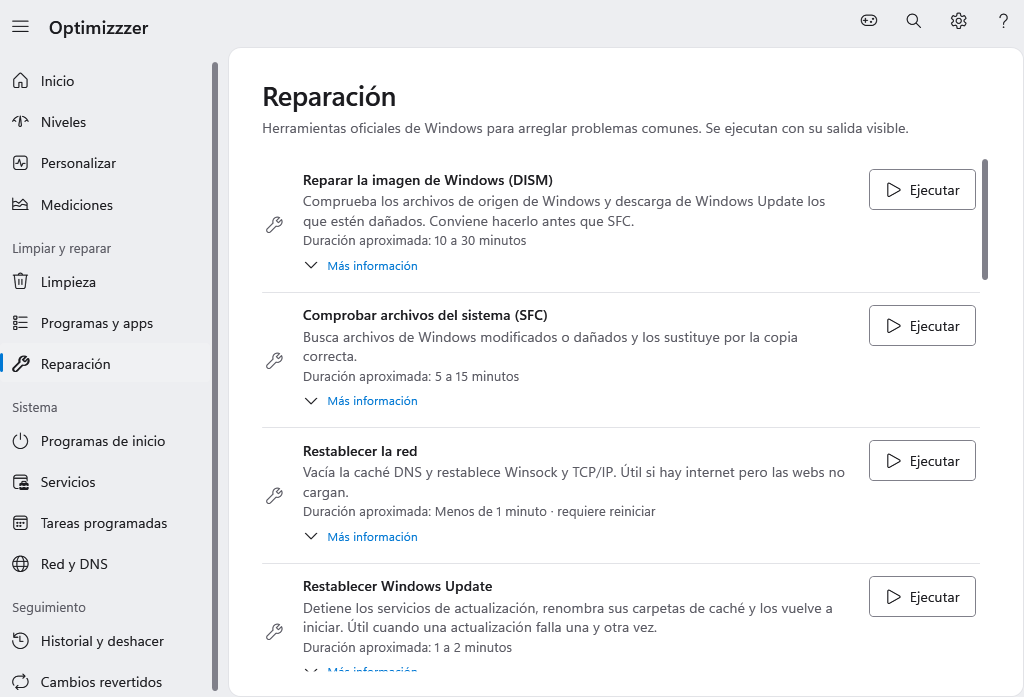 Optimizzzer
Inicio
Niveles
Personalizar
Mediciones
Limpiar y reparar
Limpieza
Programas y apps
Reparación
Sistema
Programas de inicio
Servicios
Tareas programadas
Red y DNS
Seguimiento
Historial y deshacer
Cambios revertidos
Reparación
Herramientas oficiales de Windows para arreglar problemas comunes. Se ejecutan con su salida visible.
Reparar la imagen de Windows (DISM)
Comprueba los archivos de origen de Windows y descarga de Windows Update los
que estén dañados. Conviene hacerlo antes que SFC.
Duración aproximada: 10 a 30 minutos
Más información
Ejecutar
Comprobar archivos del sistema (SFC)
Busca archivos de Windows modificados o dañados y los sustituye por la copia
correcta.
Duración aproximada: 5 a 15 minutos
Más información
Ejecutar
Restablecer la red
Vacía la caché DNS y restablece Winsock y TCP/IP. Útil si hay internet pero las webs no
cargan.
Duración aproximada: Menos de 1 minuto · requiere reiniciar
Más información
Ejecutar
Restablecer Windows Update
Detiene los servicios de actualización, renombra sus carpetas de caché y los vuelve a
iniciar. Útil cuando una actualización falla una y otra vez.
Duración aproximada: 1 a 2 minutos
Más información
Ejecutar